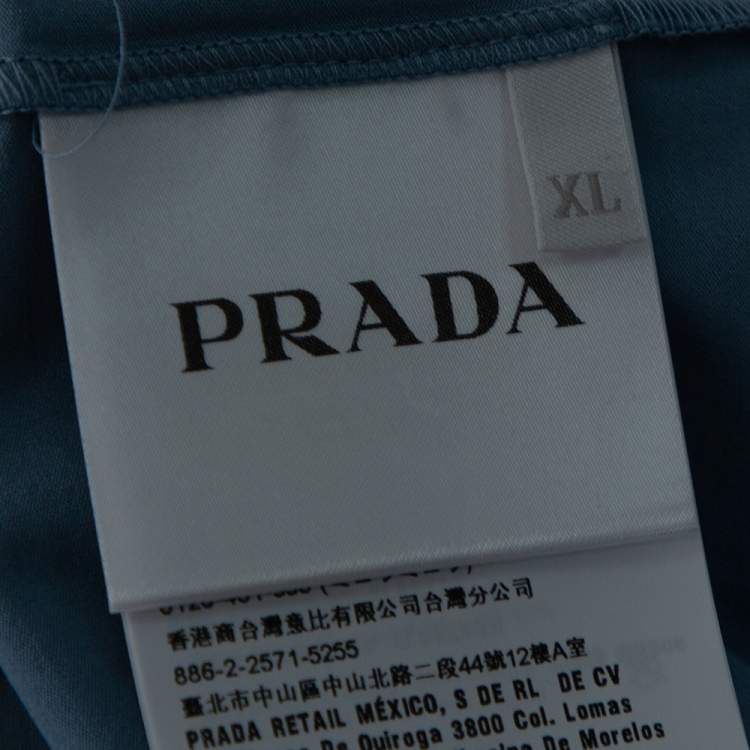 XL
PRADA
香港商台灣意比有限公司台灣分公司
886-2-2571-5255
臺北市中山區中山北路二段44號12樓A室
PRADA RETAIL MÉXICO, S DE RL DE CV
De Quiroga 3800 Col. Lomas
De Morelos